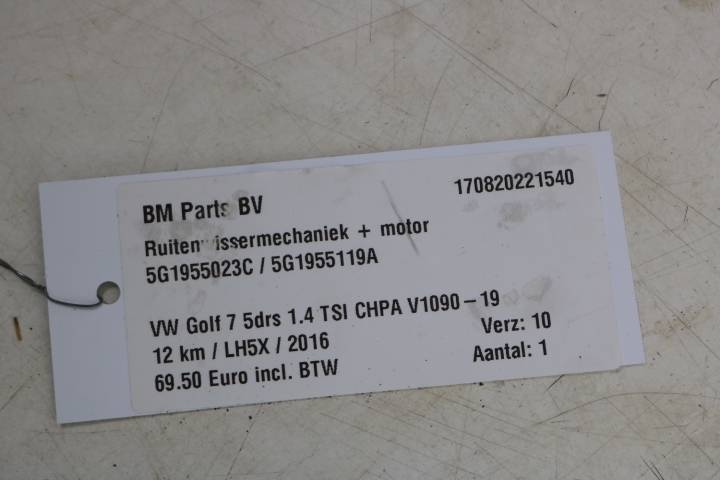 BM Parts BV 170820221540
Ruitenwissermechaniek + motor
5G1955023C / 5G1955119A
VW Golf 7 5drs 1.4 TSI CHPA V1090-19
12 km / LH5X / 2016 Verz: 10
69.50 Euro incl. BTW Aantal: 1